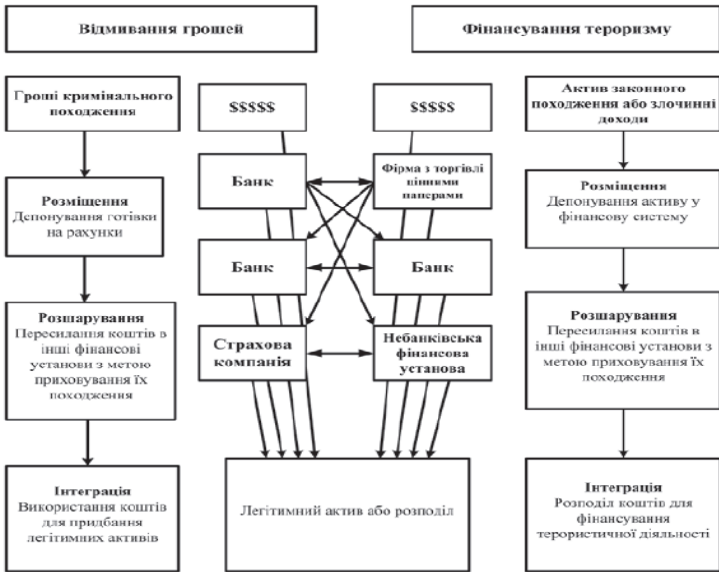 Відмивання грошей
Фінансування тероризму
Гроші кримінального
походження
$$$$$
$$$$$
Актив законного
походження або злочинні
доходи
Розміщення
Депонування готівки
на рахунки
Банк
Фірма з торгівлі
цінними
паперами
Розміщення
Депонування активу у
фінансову систему
Банк
Банк
Розшарування
Пересилання коштів в
інші фінансові
установи з метою
приховування їх
походження
Страхова
компанія
Небанківська
фінансова
установа
Розшарування
Пересилання коштів в
інші фінансові установи з
метою приховування їх
походження
Інтеграція
Використання коштів
для придбання
легітимних активів
Легітимний актив або розподіл
Інтеграція
Розподіл коштів для
фінансування
терористичної діяльності